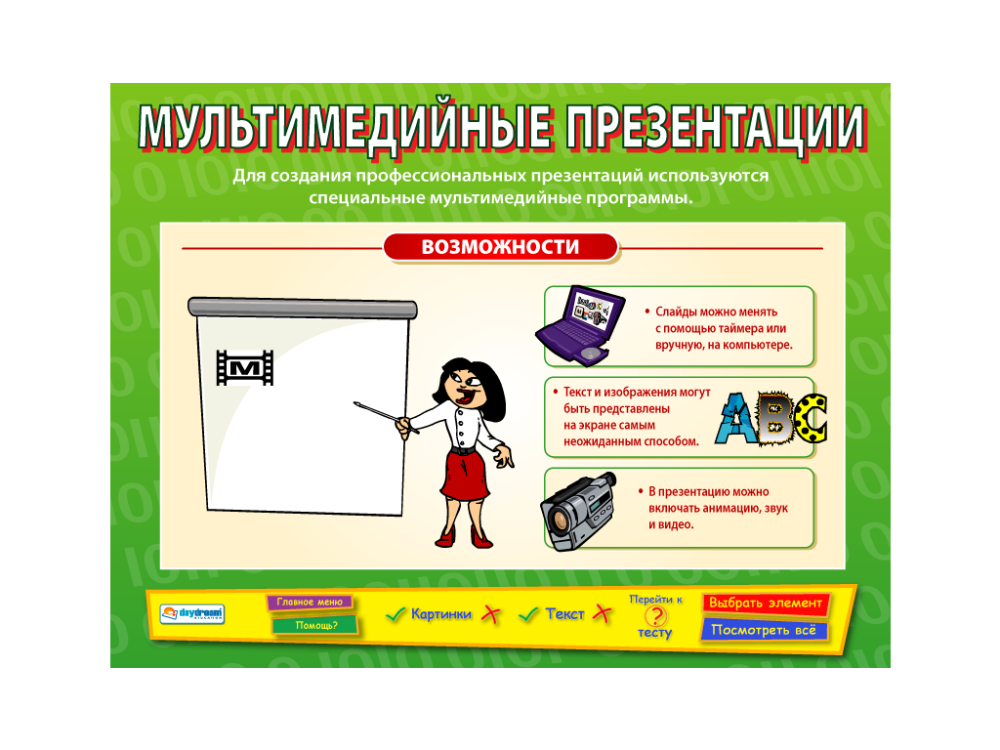 МУЛЬТИМЕДИЙНЫЕ ПРЕЗЕНТАЦИИ
Для создания профессиональных презентаций используются
специальные мультимедийные программы.
ВОЗМОЖНОСТИ
M
• Слайды можно менять
с помощью таймера или
вручную, на компьютере.
• Текст и изображения могут
быть представлены
на экране самым
неожиданным способом.
ABC
• В презентацию можно
включать анимацию, звук
и видео.
daydream
EDUCATION
Главное меню
Помощь?
Картинки
Текст
Перейти к
?
тесту
Выбрать элемент
Посмотреть всё